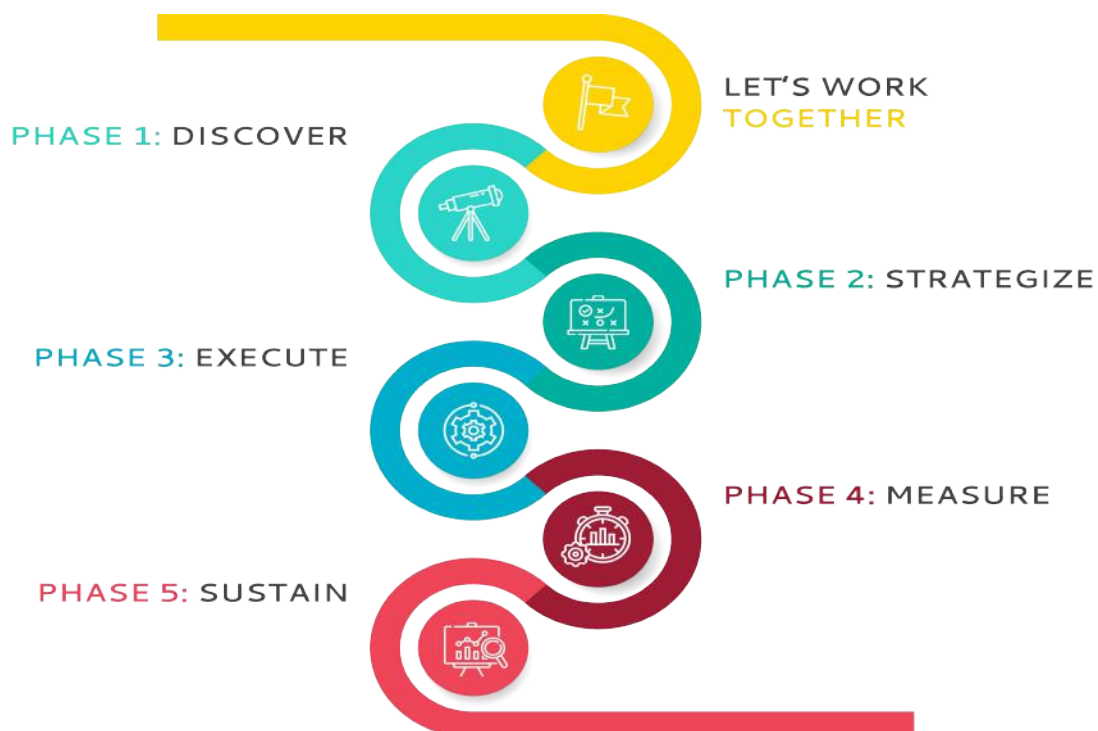 LET'S WORK
TOGETHER
PHASE 1: DISCOVER
PHASE 2: STRATEGIZE
PHASE 3: EXECUTE
PHASE 4: MEASURE
PHASE 5: SUSTAIN